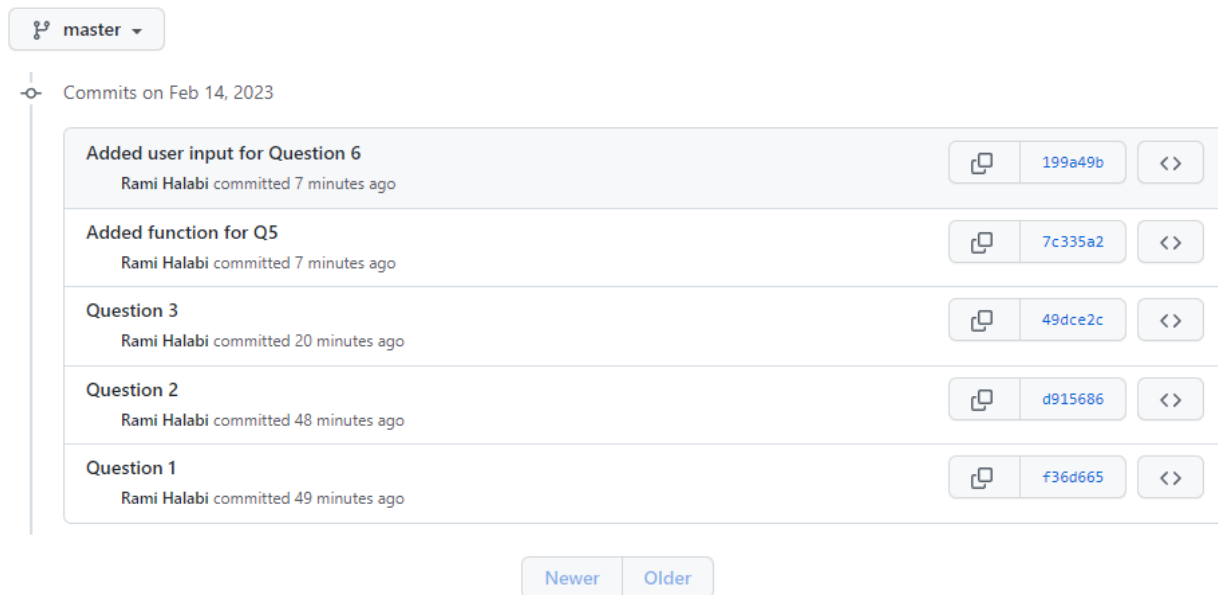 master
Commits on Feb 14, 2023
Added user input for Question 6
199a49b
Rami Halabi committed 7 minutes ago
Added function for Q5
7c335a2
Rami Halabi committed 7 minutes ago
Question 3
49dce2c
Rami Halabi committed 20 minutes ago
Question 2
d915686
Rami Halabi committed 48 minutes ago
Question 1
f36d665
Rami Halabi committed 49 minutes ago
Newer Older